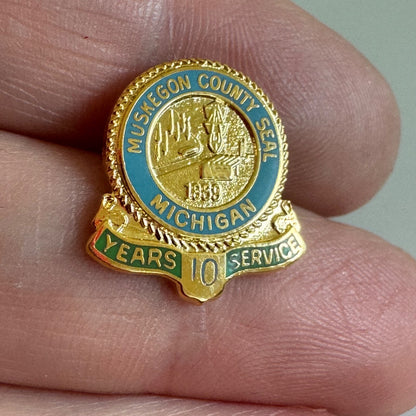 MUSKEGON COUNTY SEAL
1859
MICHIGAN
YEARS 10 SERVICE